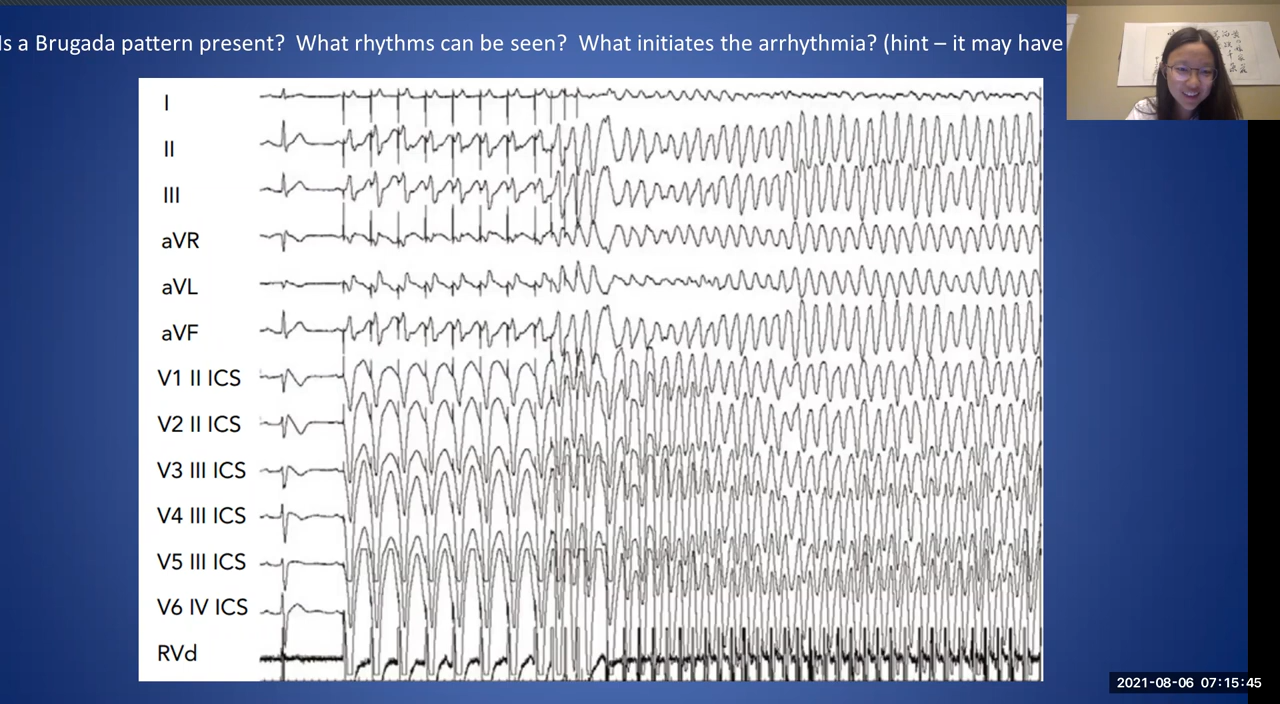 Is a Brugada pattern present?  What rhythms can be seen?  What initiates the arrhythmia? (hint – it may have
I
II
III
aVR
aVL
aVF
V1 II ICS
V2 II ICS
V3 III ICS
V4 III ICS
V5 III ICS
V6 IV ICS
RVd
2021-08-06 07:15:45